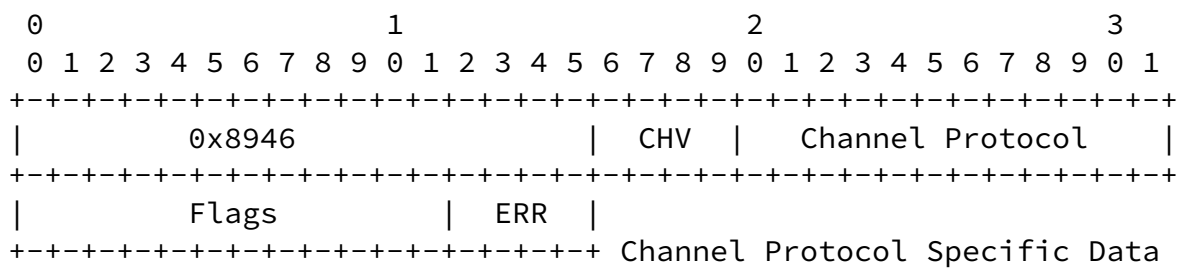 0                   1                   2                   3
 0 1 2 3 4 5 6 7 8 9 0 1 2 3 4 5 6 7 8 9 0 1 2 3 4 5 6 7 8 9 0 1
+-+-+-+-+-+-+-+-+-+-+-+-+-+-+-+-+-+-+-+-+-+-+-+-+-+-+-+-+-+-+-+-+
|         0x8946                |  CHV  |   Channel Protocol    |
+-+-+-+-+-+-+-+-+-+-+-+-+-+-+-+-+-+-+-+-+-+-+-+-+-+-+-+-+-+-+-+-+
|         Flags         |  ERR  |
+-+-+-+-+-+-+-+-+-+-+-+-+-+-+-+-+ Channel Protocol Specific Data